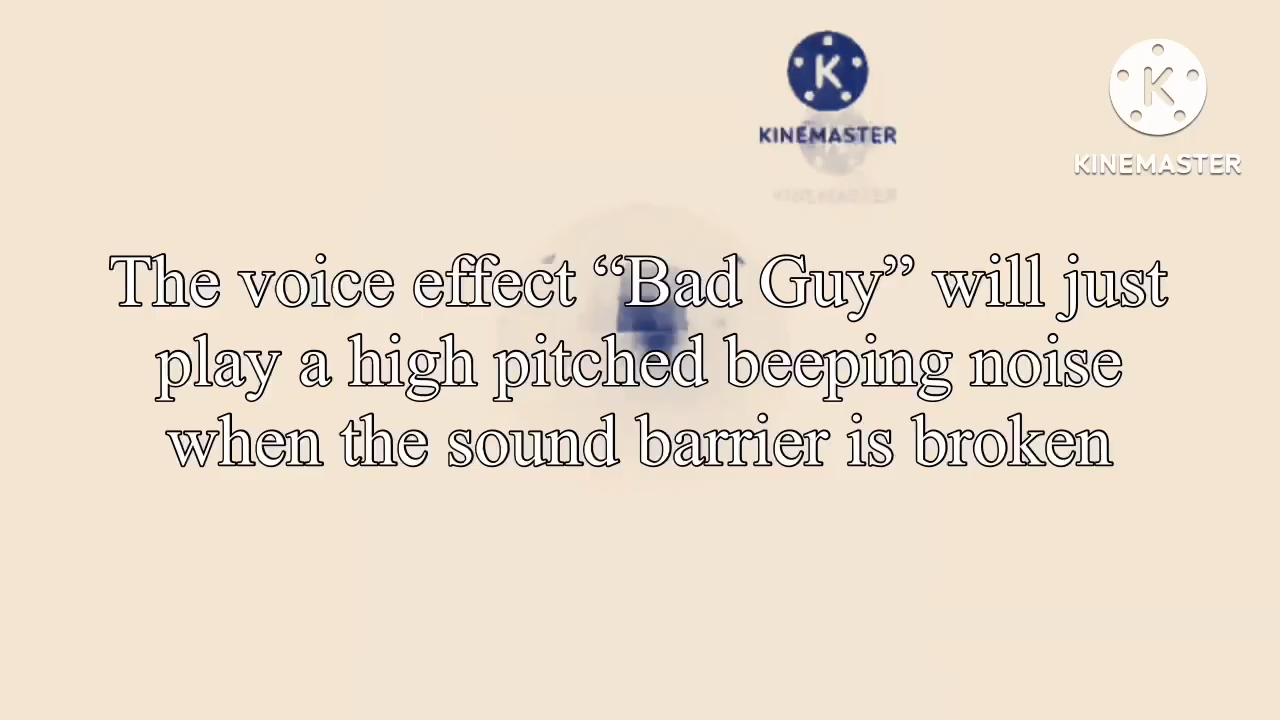 KINEMASTER
KINEMASTER
The voice effect “Bad Guy” will just
play a high pitched beeping noise
when the sound barrier is broken